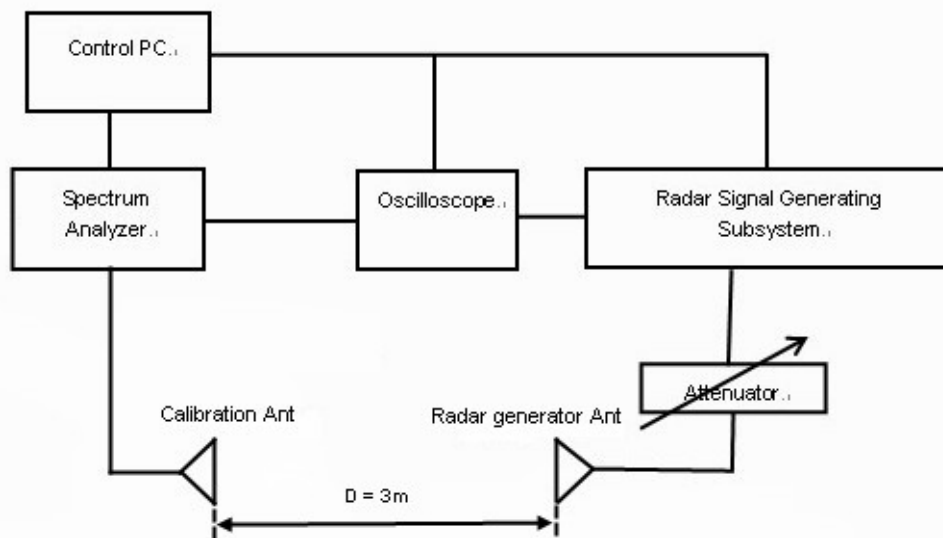 Control PC.
Spectrum
Analyzer.
Oscilloscope.
Radar Signal Generating
Subsystem.
Attenuator.
Calibration Ant
Radar generator Ant
D = 3m